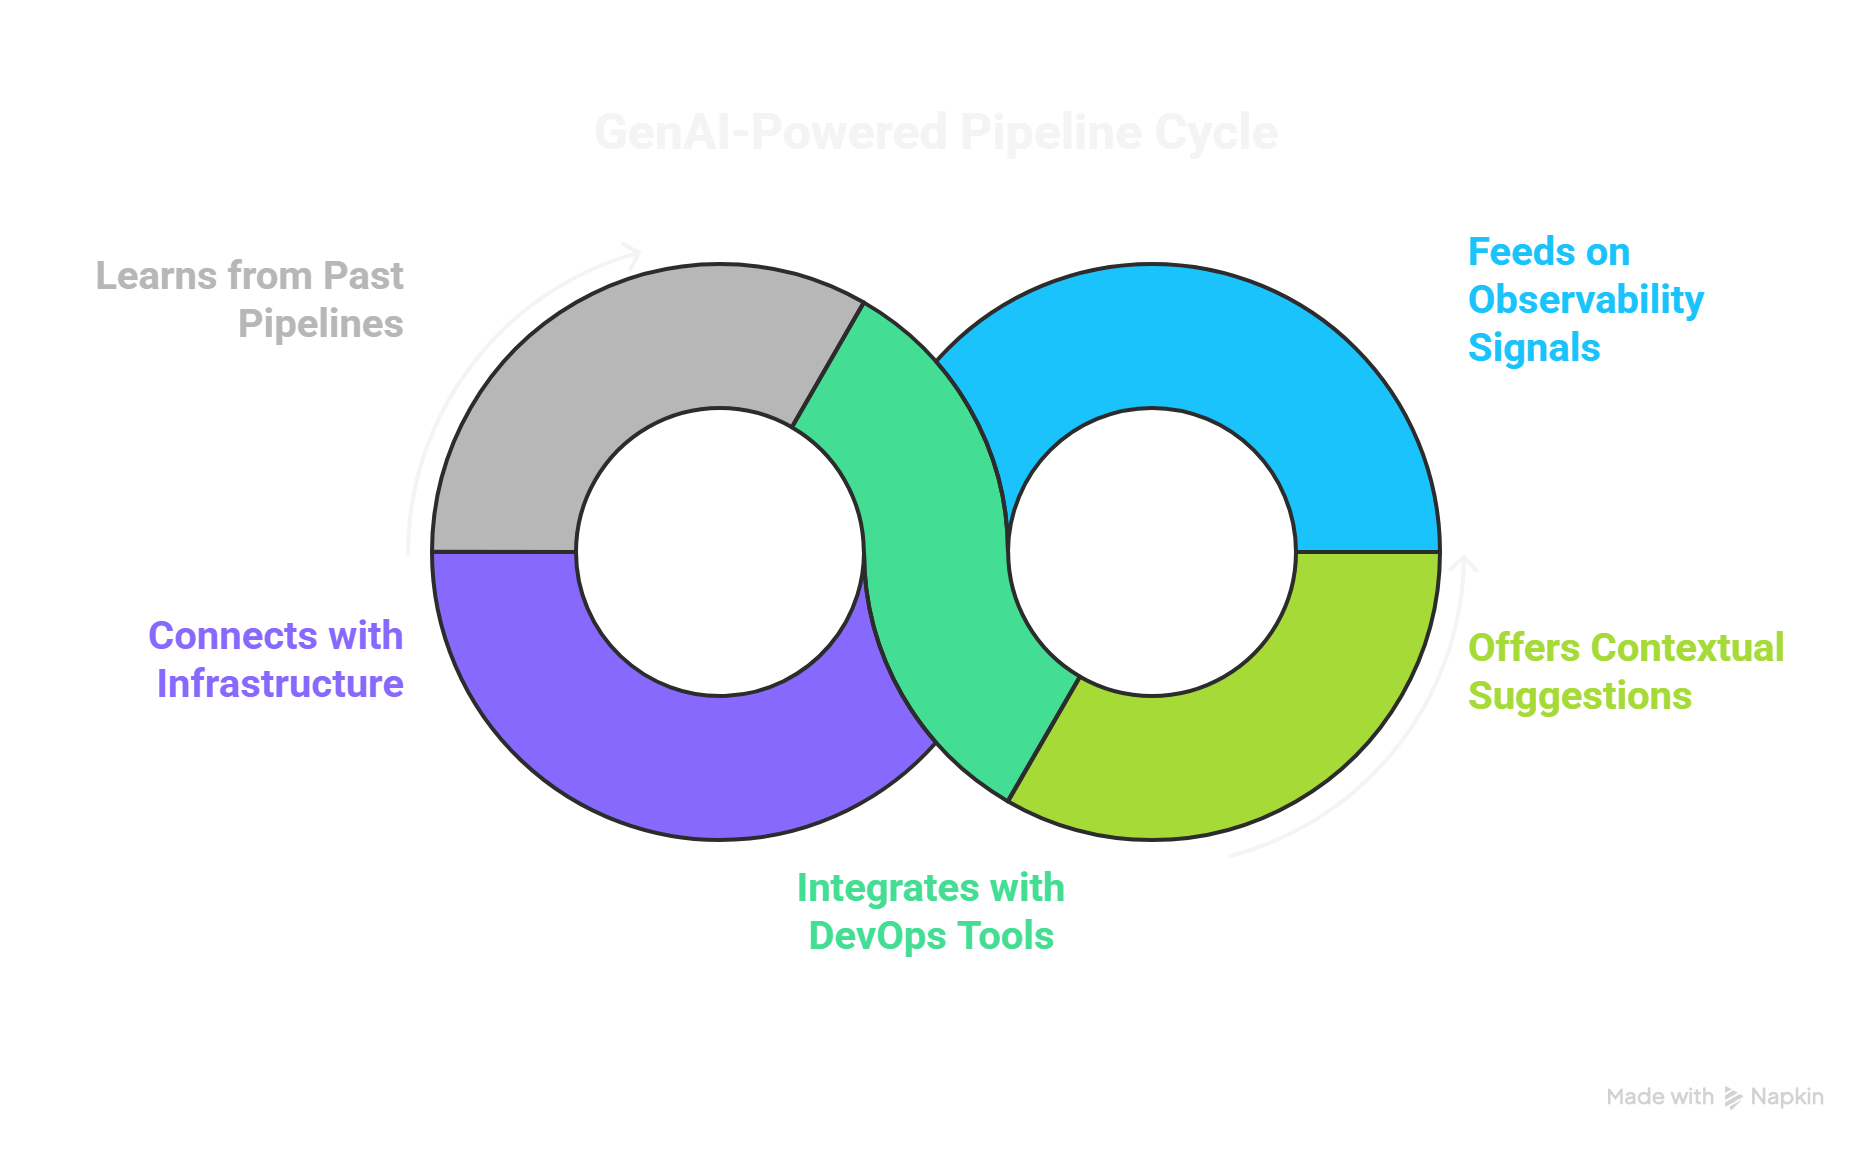 GenAI-Powered Pipeline Cycle
Learns from Past
Pipelines
Feeds on
Observability
Signals
Connects with
Infrastructure
Offers Contextual
Suggestions
Integrates with
DevOps Tools
Made with Napkin